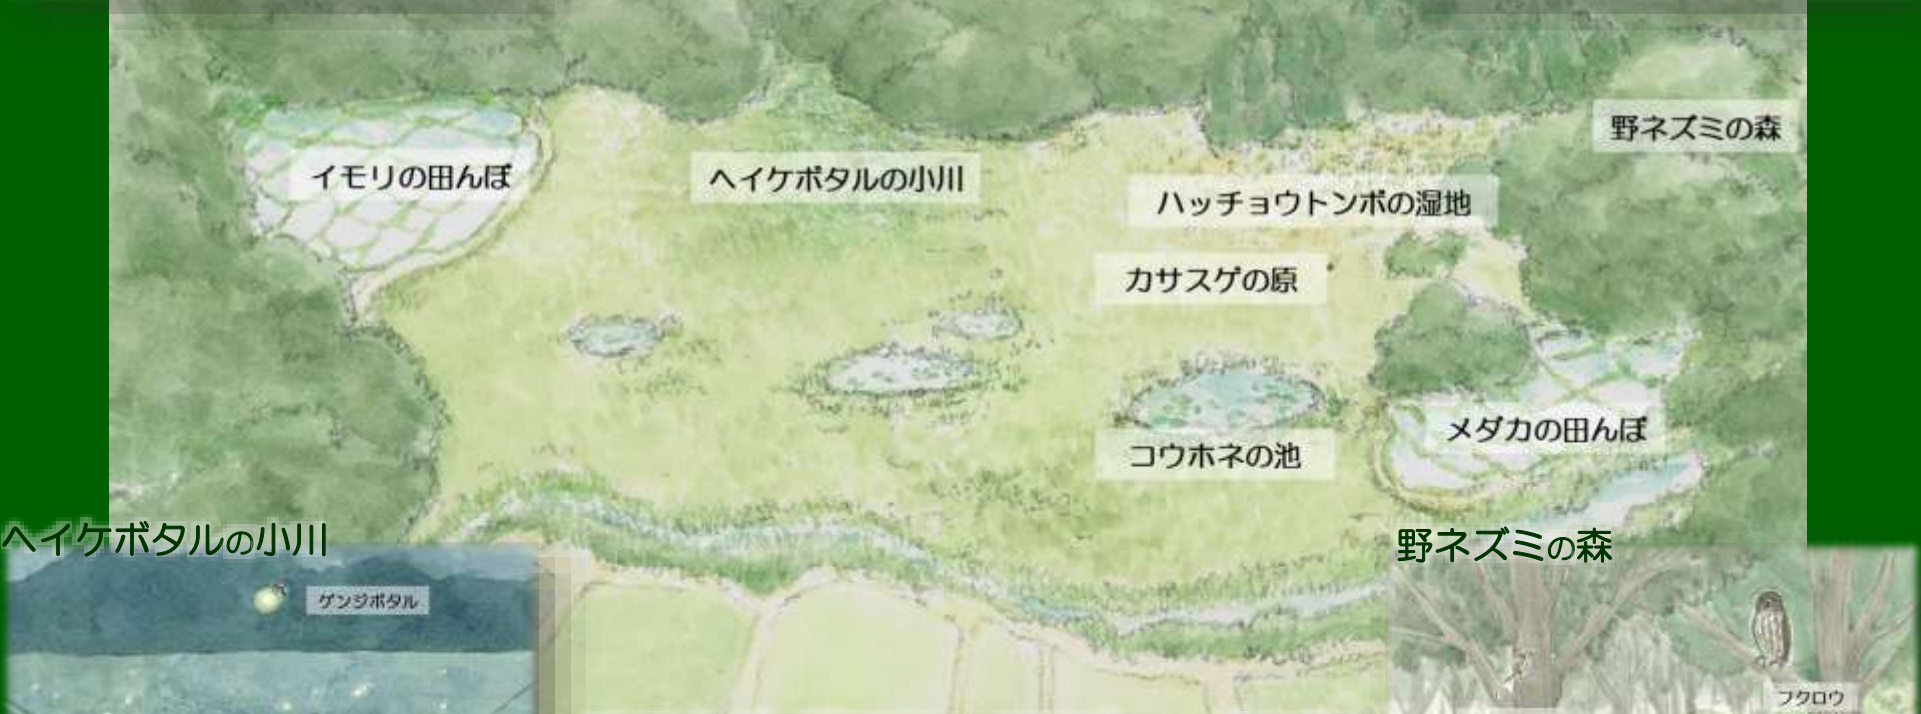 野ネズミの森
イモリの田んぼ
ヘイケボタルの小川
ハッチョウトンボの湿地
カサスゲの原
メダカの田んぼ
コウホネの池
ヘイケボタルの小川
野ネズミの森
ゲンジボタル
フクロウ